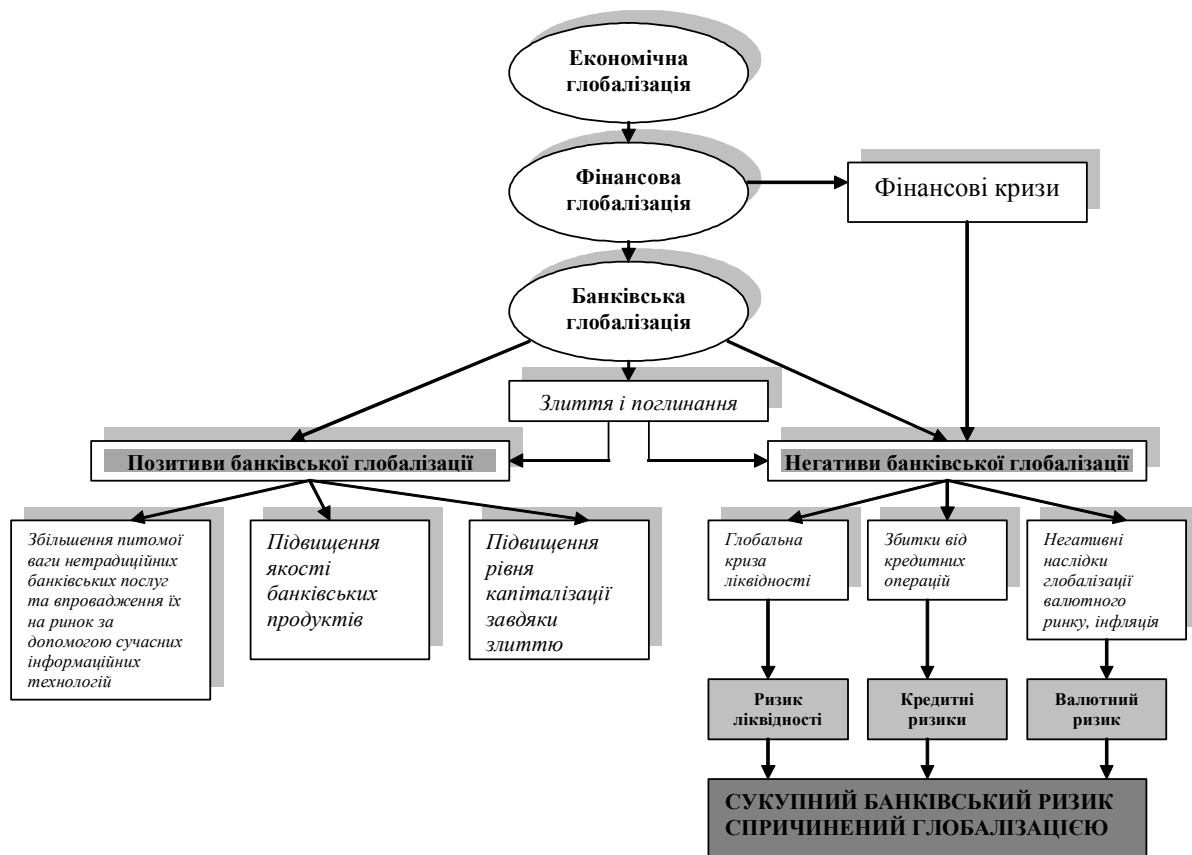 Економічна
глобалізація
Фінансова
глобалізація
Фінансові кризи
Банківська
глобалізація
Злиття і поглинання
Позитиви банківської глобалізації
Негативи банківської глобалізації
Збільшення питомої
ваги нетрадиційних
банківських послуг
та впровадження їх
на ринок за
допомогою сучасних
інформаційних
технологій
Підвищення
якості
банківських
продуктів
Підвищення
рівня
капіталізації
завдяки
злиттю
Глобальна
криза
ліквідності
Збитки від
кредитних
операцій
Негативні
наслідки
глобалізації
валютного
ринку, інфляція
Ризик
ліквідності
Кредитні
ризики
Валютний
ризик
СУКУПНИЙ БАНКІВСЬКИЙ РИЗИК
СПРИЧИНЕНИЙ ГЛОБАЛІЗАЦІЄЮ